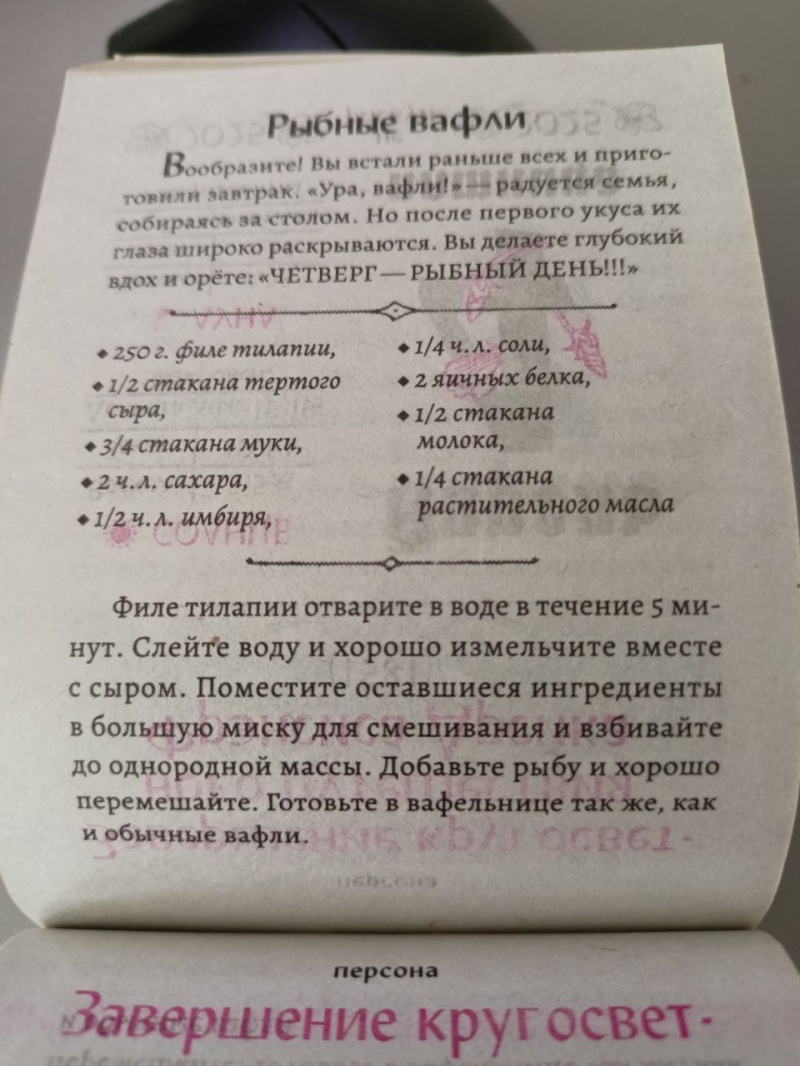 Рыбные вафли
Вообразите! Вы встали раньше всех и приго-
товили завтрак. «Ура, вафли!» — радуется семья,
собираясь за столом. Но после первого укуса их
глаза широко раскрываются. Вы делаете глубокий
вдох и орёте: «ЧЕТВЕРГ — РЫБНЫЙ ДЕНЬ!!!»
◆ 250 г. филе тилапии,
◆ 1/2 стакана тертого
сыра,
◆ 3/4 стакана муки,
◆ 2 ч. л. сахара,
◆ 1/2 ч. л. имбиря,
◆ 1/4 ч. л. соли,
◆ 2 яичных белка,
◆ 1/2 стакана
молока,
◆ 1/4 стакана
растительного масла
Филе тилапии отварите в воде в течение 5 ми-
нут. Слейте воду и хорошо измельчите вместе
с сыром. Поместите оставшиеся ингредиенты
в большую миску для смешивания и взбивайте
до однородной массы. Добавьте рыбу и хорошо
перемешайте. Готовьте в вафельнице так же, как
и обычные вафли.
персона
Завершение кругосвет-